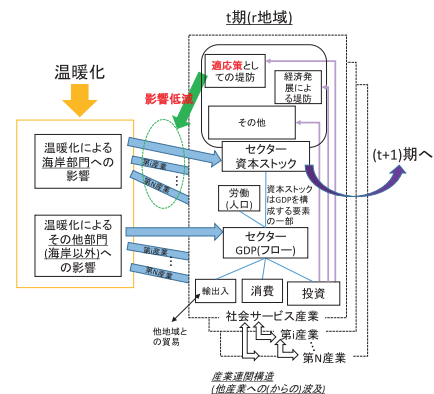 t期(r地域)
温暖化
適応策とし
ての堤防
経済発
展によ
る堤防
影響低減
その他
温暖化による
海岸部門への
影響
第i産業
第N産業
セクター
資本ストック
(t+1)期へ
労働
(人口)
資本ストック
はGDPを構
成する要素
の一部
温暖化による
その他部門
(海岸以外)へ
の影響
第i産業
第N産業
セクター
GDP(フロー)
輸出入
消費
投資
他地域と
の貿易
社会サービス産業
第i産業
第N産業
産業連関構造
(他産業への(からの)波及)